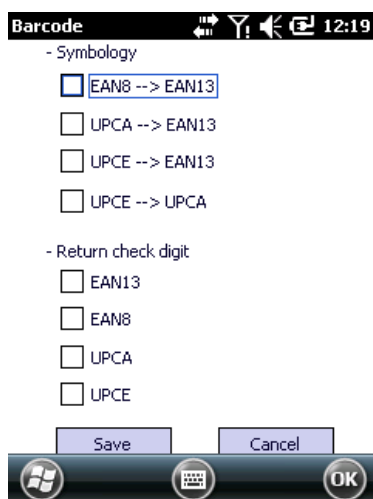 Barcode 12:19
- Symbology
EAN8 --> EAN13
UPCA --> EAN13
UPCE --> EAN13
UPCE --> UPCA
- Return check digit
EAN13
EAN8
UPCA
UPCE
Save Cancel
OK